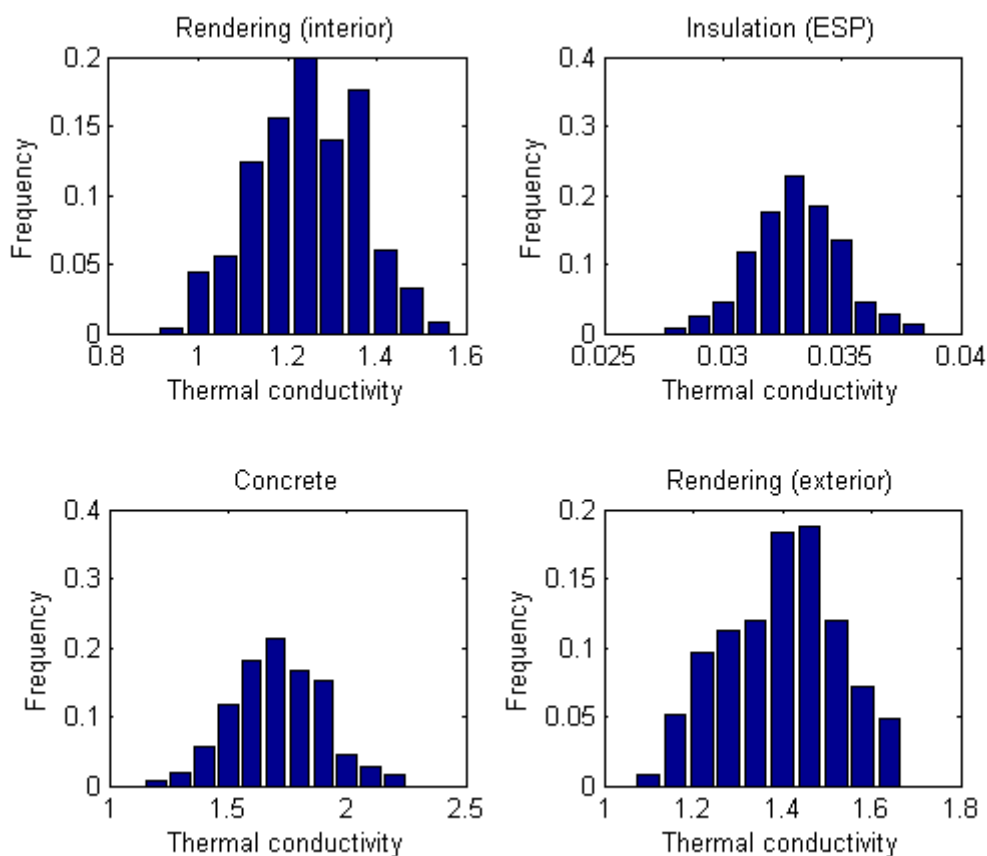 Rendering (interior)
0.2
0.15
0.1
0.05
0
Frequency
0.8 1 1.2 1.4 1.6
Thermal conductivity
Insulation (ESP)
0.4
0.3
0.2
0.1
0
Frequency
0.025 0.03 0.035 0.04
Thermal conductivity
Concrete
0.4
0.3
0.2
0.1
0
Frequency
1 1.5 2 2.5
Thermal conductivity
Rendering (exterior)
0.2
0.15
0.1
0.05
0
Frequency
1 1.2 1.4 1.6 1.8
Thermal conductivity